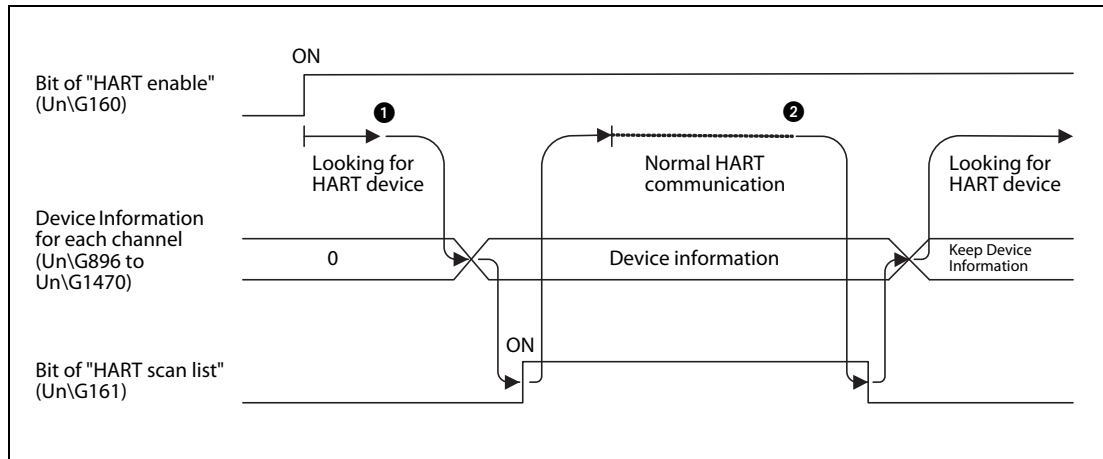 ON
Bit of "HART enable"
(Un\G160)
❶
❷
Looking for
HART device
Normal HART
communication
Looking for
HART device
Device Information
for each channel
(Un\G896 to
Un\G1470)
0
Device information
Keep Device
Information
ON
Bit of "HART scan list"
(Un\G161)